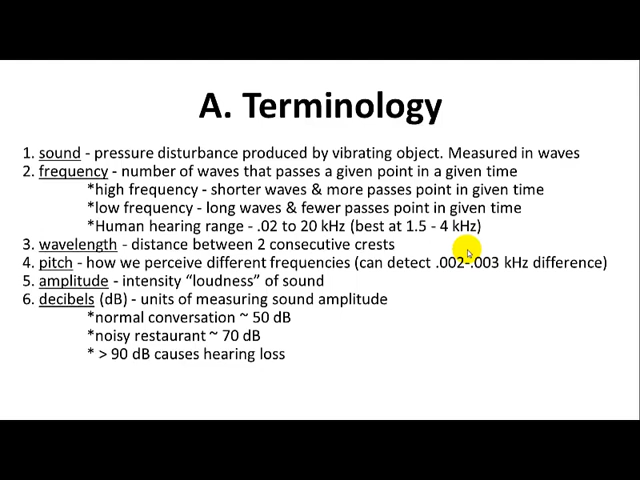 A. Terminology
1. sound - pressure disturbance produced by vibrating object. Measured in waves
2. frequency - number of waves that passes a given point in a given time
*high frequency - shorter waves & more passes point in given time
*low frequency - long waves & fewer passes point in given time
*Human hearing range - .02 to 20 kHz (best at 1.5 - 4 kHz)
3. wavelength - distance between 2 consecutive crests
4. pitch - how we perceive different frequencies (can detect .002-.003 kHz difference)
5. amplitude - intensity “loudness” of sound
6. decibels (dB) - units of measuring sound amplitude
*normal conversation ~ 50 dB
*noisy restaurant ~ 70 dB
* > 90 dB causes hearing loss